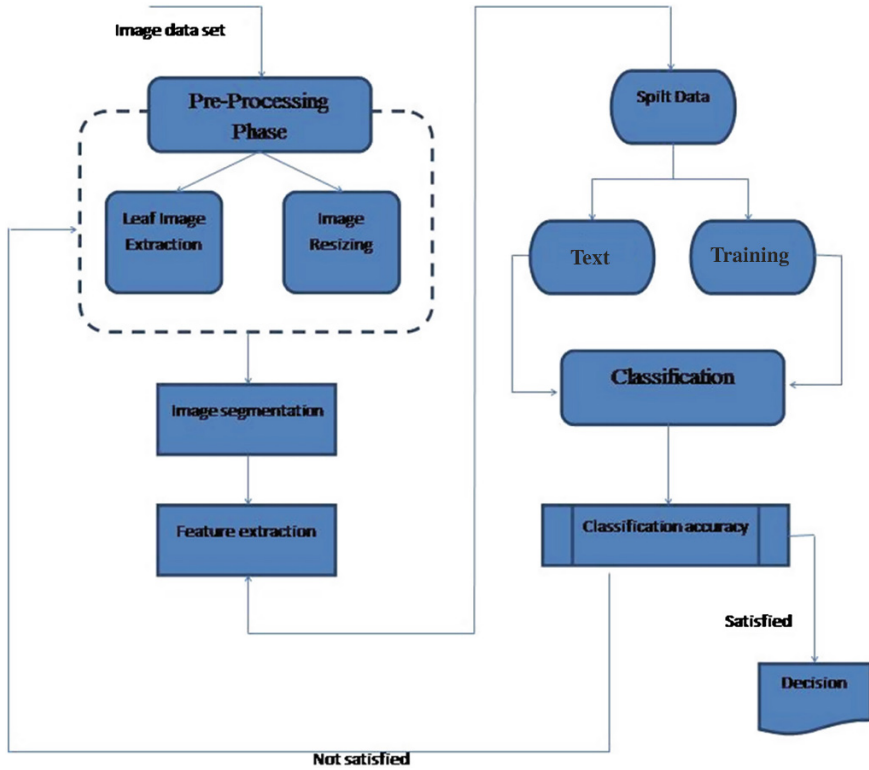 Image data set
Pre-Processing
Phase
Leaf Image
Extraction
Image
Resizing
Image segmentation
Feature extraction
Spilt Data
Text
Training
Classification
Classification accuracy
Satisfied
Decision
Not satisfied